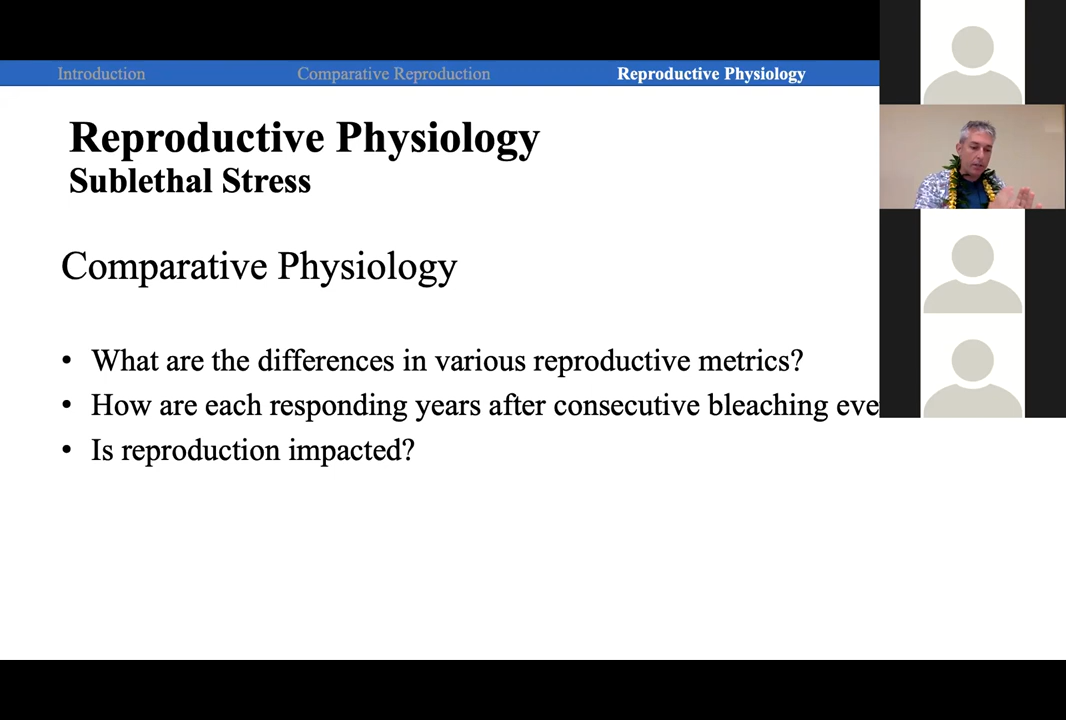 Introduction Comparative Reproduction Reproductive Physiology
Reproductive Physiology
Sublethal Stress
Comparative Physiology
• What are the differences in various reproductive metrics?
• How are each responding years after consecutive bleaching eve
• Is reproduction impacted?